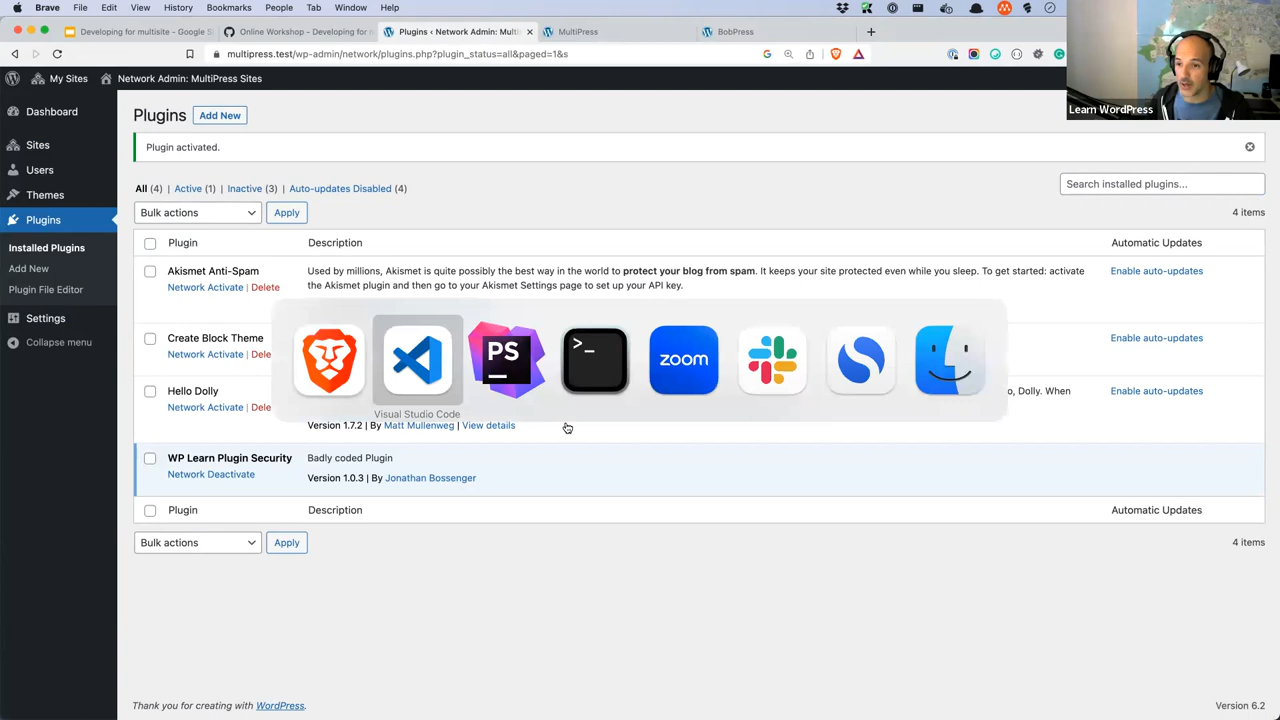 Brave File Edit View History Bookmarks People Tab Window Help
Developing for multisite - Google S
Online Workshop - Developing for
Plugins ‹ Network Admin: Multi
MultiPress
BobPress
multipress.test/wp-admin/network/plugins.php?plugin_status=all&paged=1&s
My Sites
Network Admin: MultiPress Sites
Learn WordPress
Dashboard
Sites
Users
Themes
Plugins
Installed Plugins
Add New
Plugin File Editor
Settings
Collapse menu
Plugins
Add New
Plugin activated.
All (4) | Active (1) | Inactive (3) | Auto-updates Disabled (4)
Search installed plugins...
Bulk actions
Apply
4 items
Plugin Description Automatic Updates
Akismet Anti-Spam
Network Activate | Delete
Used by millions, Akismet is quite possibly the best way in the world to protect your blog from spam. It keeps your site protected even while you sleep. To get started: activate
the Akismet plugin and then go to your Akismet Settings page to set up your API key.
Enable auto-updates
Create Block Theme
Network Activate | Dele
Enable auto-updates
Hello Dolly
Network Activate | Dele
o, Dolly. When
Version 1.7.2 | By Matt Mullenweg | View details
Enable auto-updates
PS
>_
zoom
Visual Studio Code
WP Learn Plugin Security
Network Deactivate
Badly coded Plugin
Version 1.0.3 | By Jonathan Bossenger
Plugin Description Automatic Updates
Bulk actions
Apply
4 items
Thank you for creating with WordPress.
Version 6.2